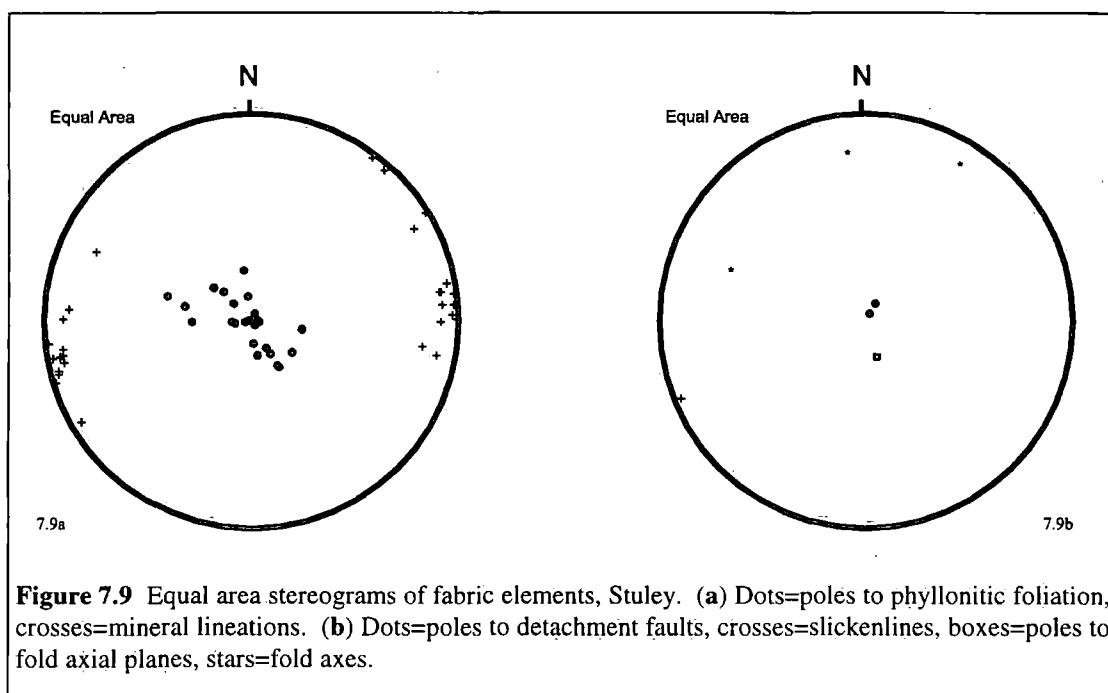 N
N
Equal Area
Equal Area
7.9a
7.9b
Figure 7.9 Equal area stereograms of fabric elements, Stuley. (a) Dots=poles to phyllonitic foliation,
crosses=mineral lineations. (b) Dots=poles to detachment faults, crosses=slickenlines, boxes=poles to
fold axial planes, stars=fold axes.